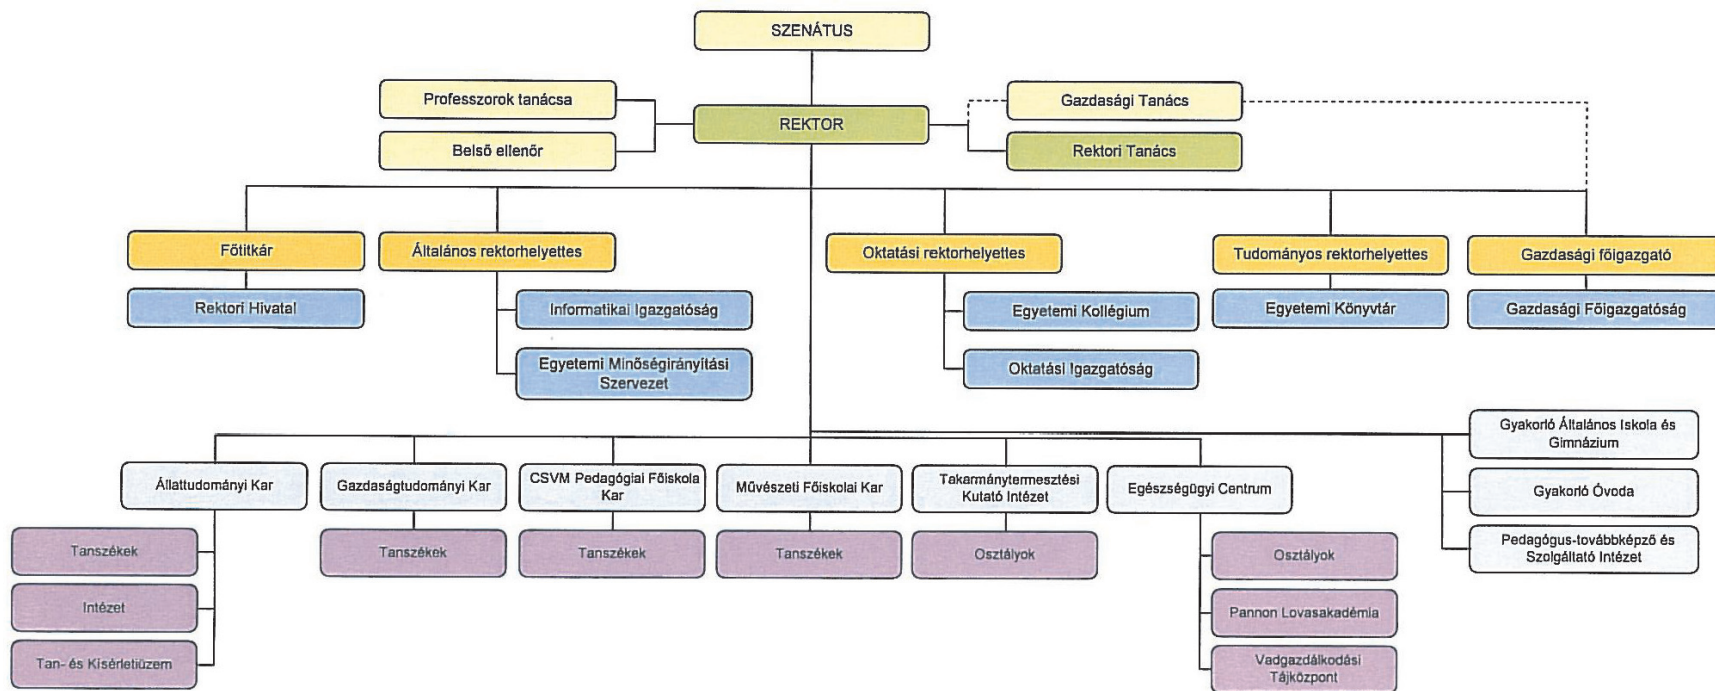 SZENÁTUS
Professzorok tanácsa
Gazdasági Tanács
REKTOR
Belső ellenőr
Rektori Tanács
Főtitkár
Általános rektorhelyettes
Oktatási rektorhelyettes
Tudományos rektorhelyettes
Gazdasági főigazgató
Rektori Hivatal
Informatikai Igazgatóság
Egyetemi Kollégium
Egyetemi Könyvtár
Gazdasági Főigazgatóság
Egyetemi Minőségirányítási
Szervezet
Oktatási Igazgatóság
Gyakorló Általános Iskola és
Gimnázium
Gyakorló Óvoda
Pedagógus-továbbképző és
Szolgáltató Intézet
Állattudományi Kar
Gazdaságtudományi Kar
CSVM Pedagógiai Főiskola
Kar
Művészeti Főiskolai Kar
Takarmánytermesztési
Kutató Intézet
Egészségügyi Centrum
Tanszékek
Intézet
Tan- és Kísérletiüzem
Tanszékek
Tanszékek
Tanszékek
Osztályok
Osztályok
Pannon Lovasakadémia
Vadgazdálkodási
Tájközpont